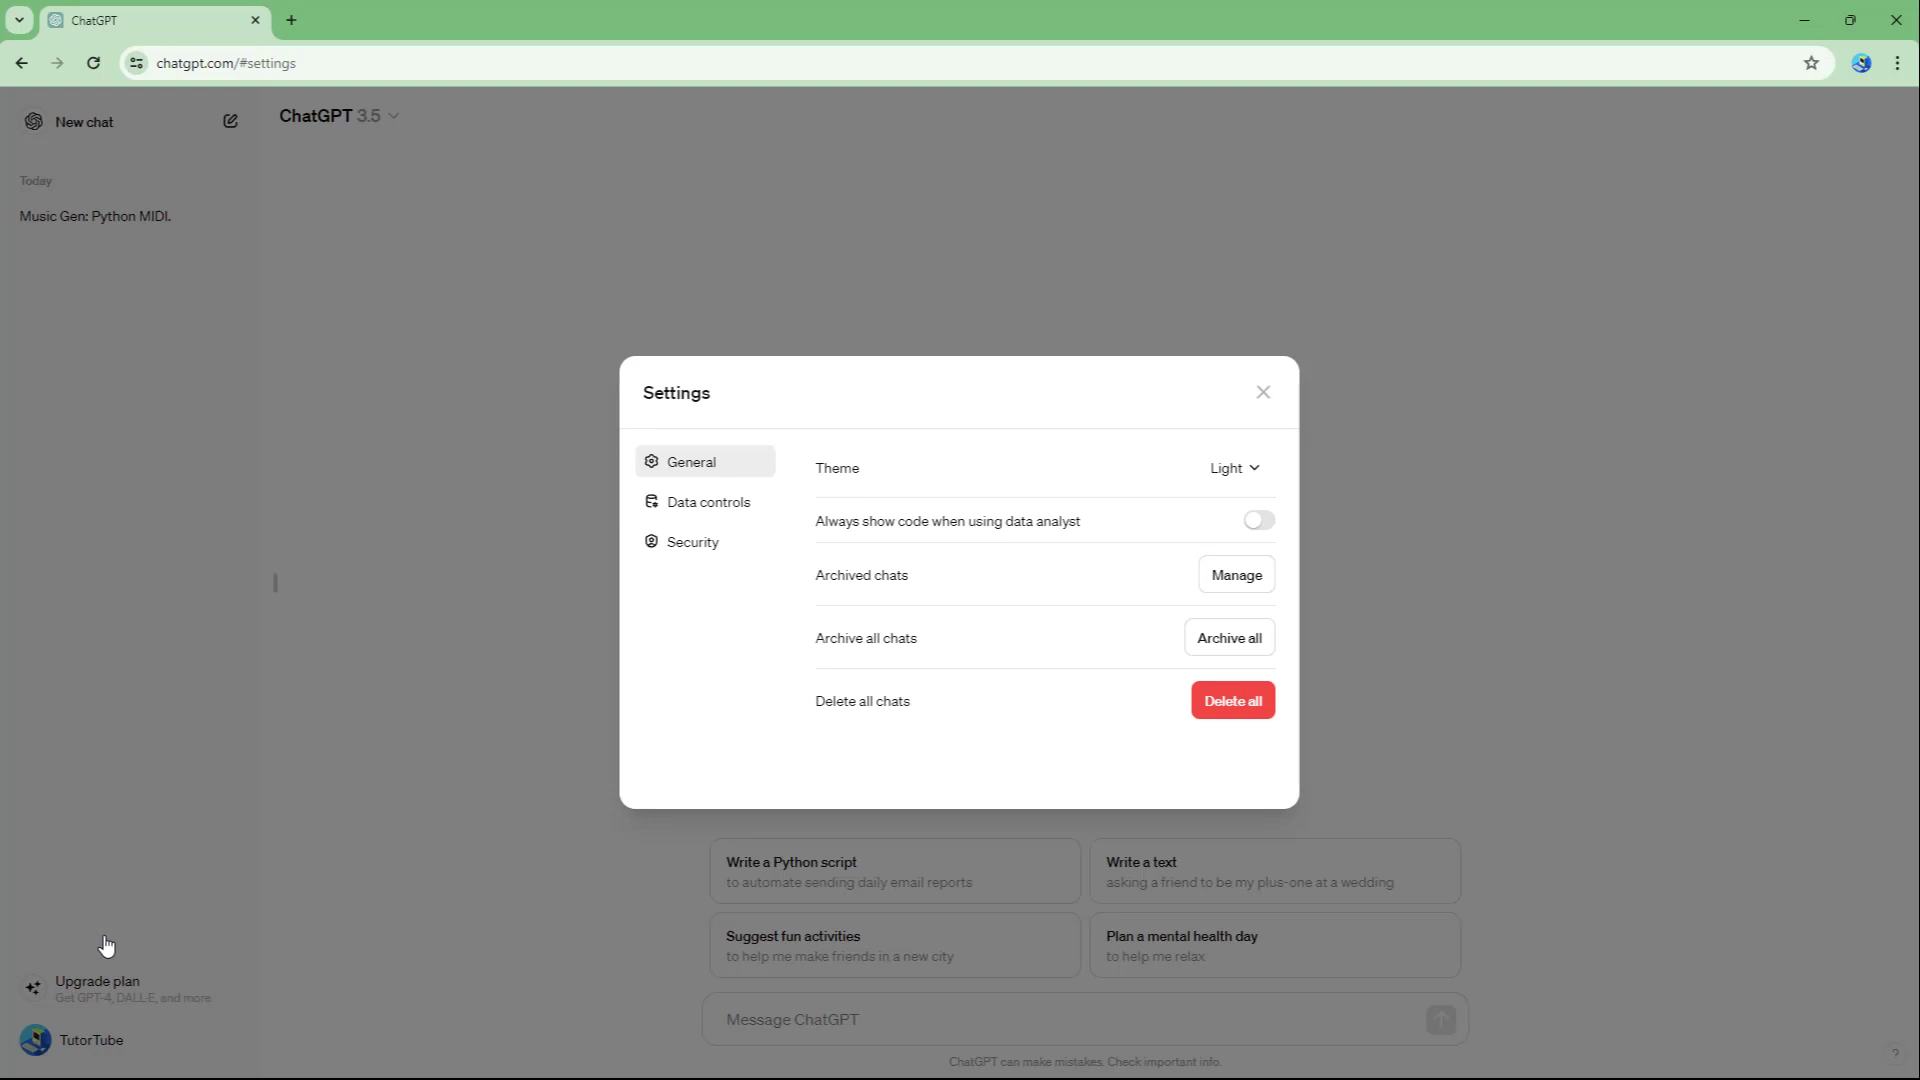 ChatGPT
chatgpt.com/#settings
New chat
ChatGPT 3.5
Today
Music Gen: Python MIDI.
Settings
General
Data controls
Security
Theme
Light
Always show code when using data analyst
Archived chats
Manage
Archive all chats
Archive all
Delete all chats
Delete all
Write a Python script
to automate sending daily email reports
Write a text
asking a friend to be my plus-one at a wedding
Suggest fun activities
to help me make friends in a new city
Plan a mental health day
to help me relax
Upgrade plan
Get GPT-4, DALL·E, and more
TutorTube
Message ChatGPT
ChatGPT can make mistakes. Check important info.
?